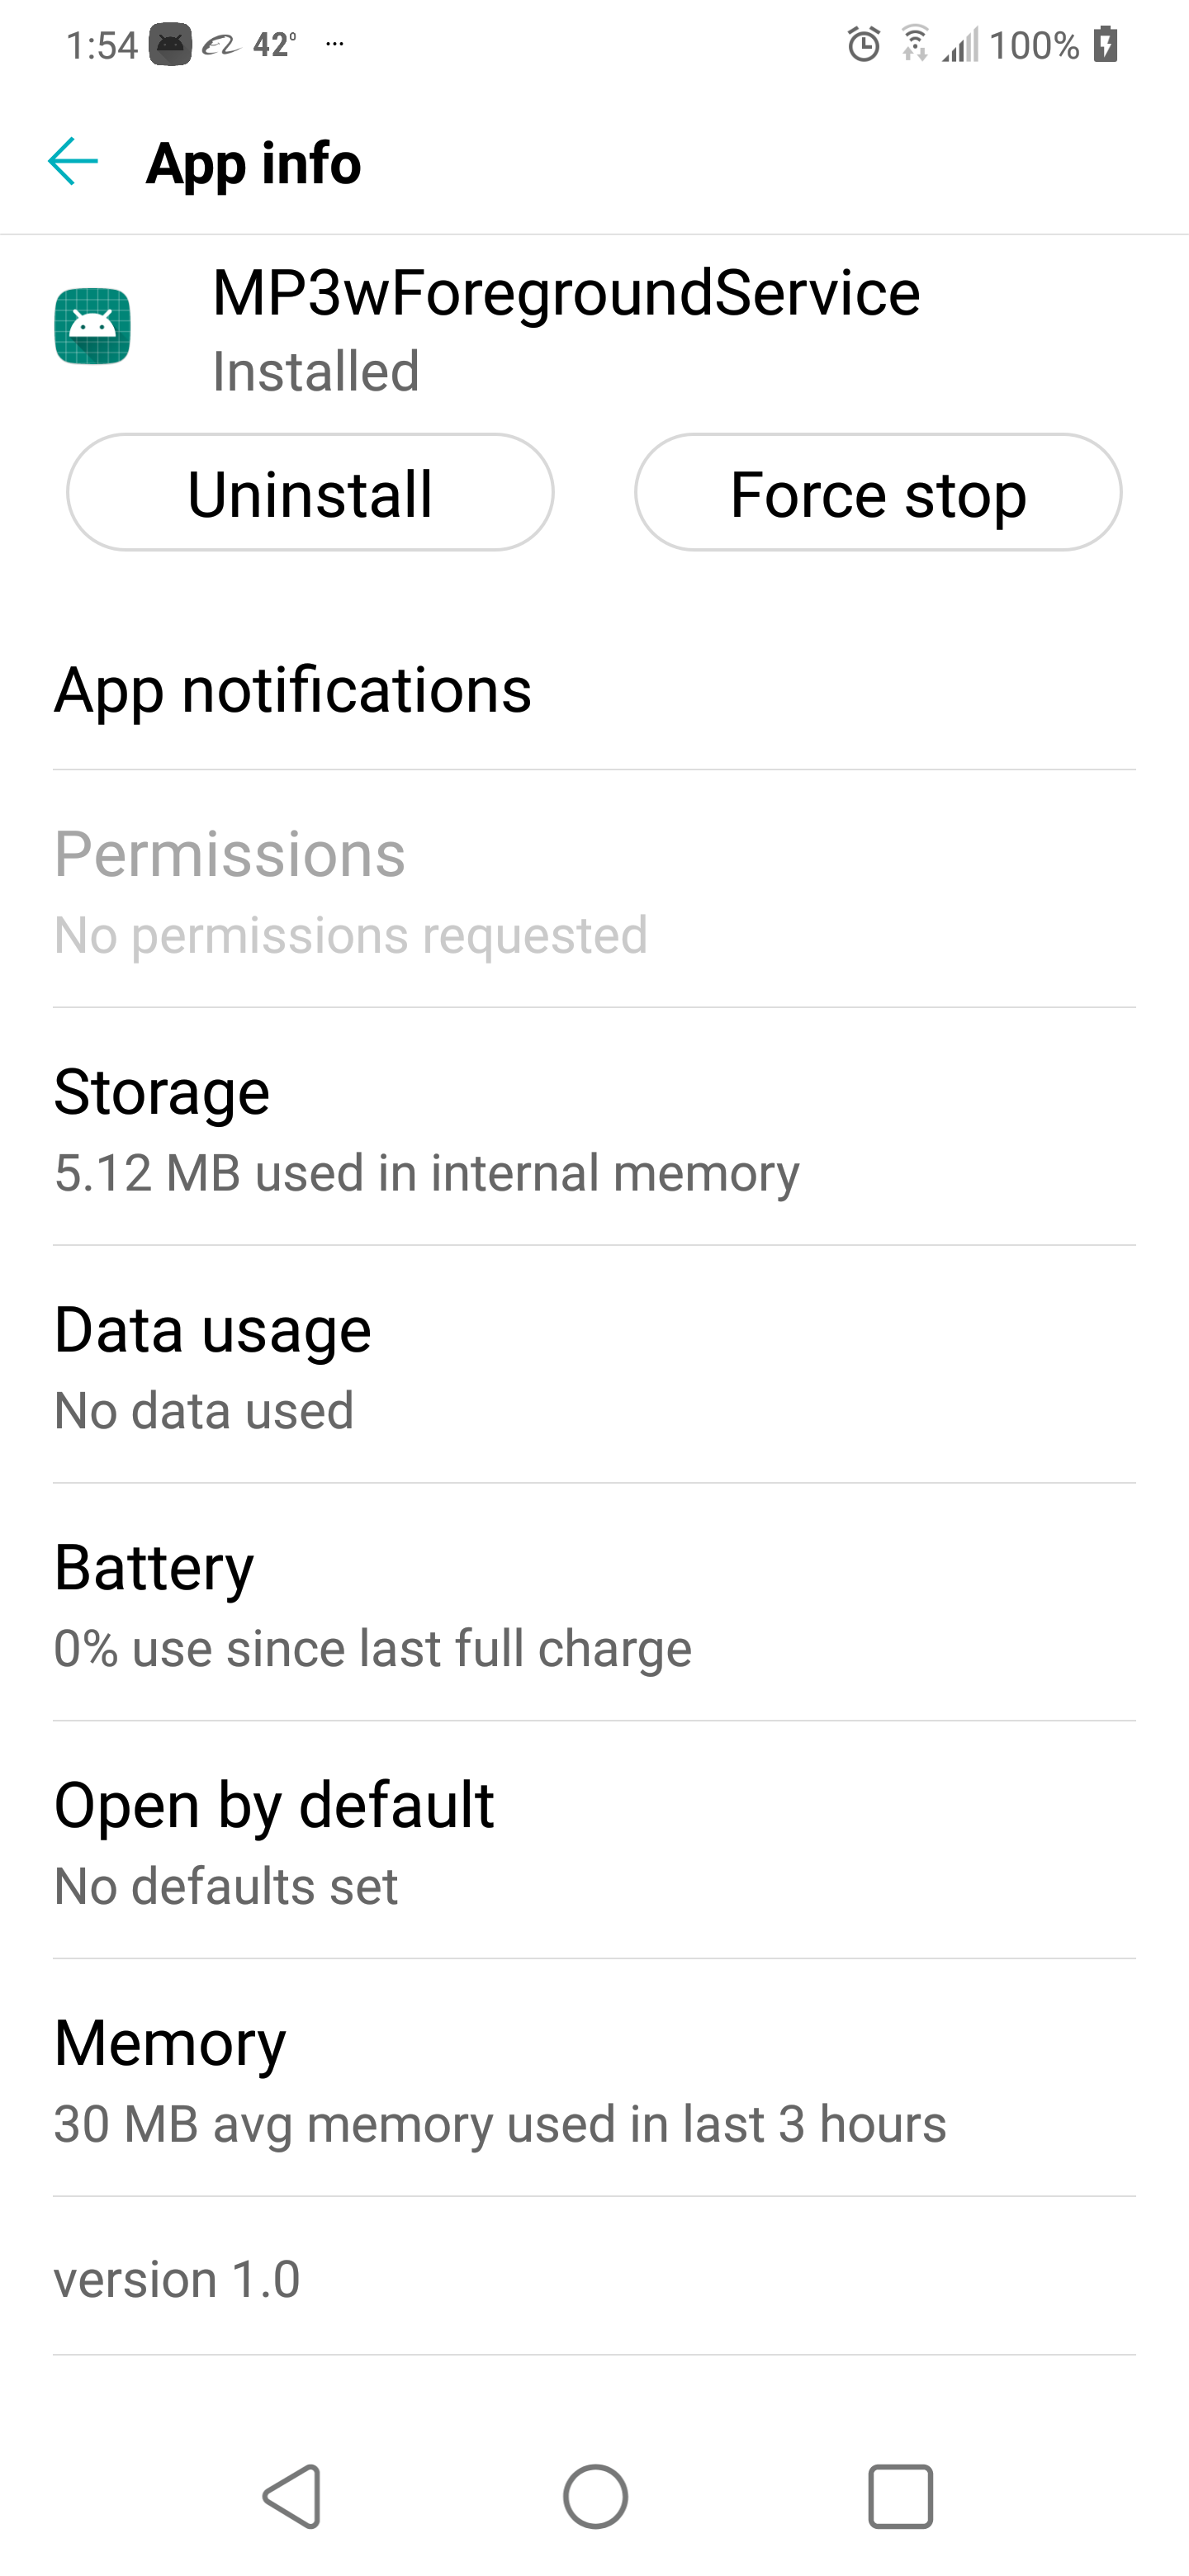 1:54 42° ... 100%
App info
MP3wForegroundService
Installed
Uninstall Force stop
App notifications
Permissions
No permissions requested
Storage
5.12 MB used in internal memory
Data usage
No data used
Battery
0% use since last full charge
Open by default
No defaults set
Memory
30 MB avg memory used in last 3 hours
version 1.0